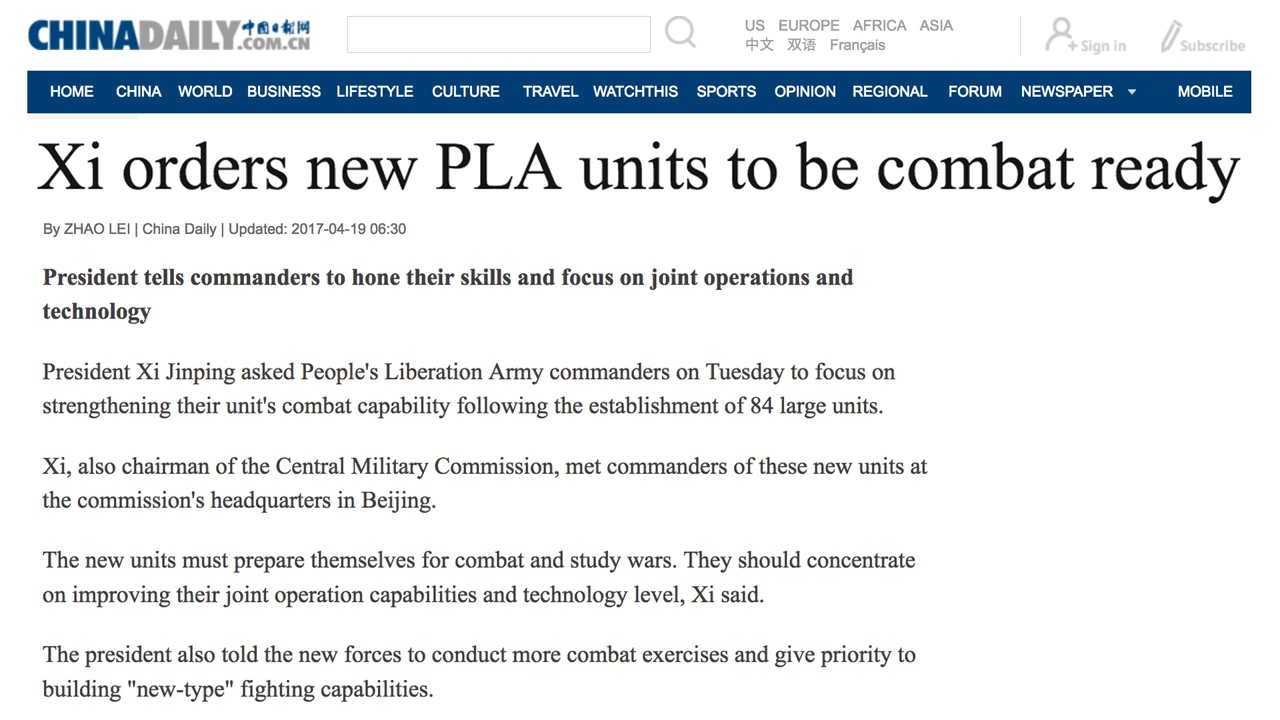 CHINADAILY中国日报网
.COM.CN
US EUROPE AFRICA ASIA
中文 双语 Français
Sign in
Subscribe
HOME CHINA WORLD BUSINESS LIFESTYLE CULTURE TRAVEL WATCHTHIS SPORTS OPINION REGIONAL FORUM NEWSPAPER MOBILE
Xi orders new PLA units to be combat ready
By ZHAO LEI | China Daily | Updated: 2017-04-19 06:30
President tells commanders to hone their skills and focus on joint operations and
technology
President Xi Jinping asked People's Liberation Army commanders on Tuesday to focus on
strengthening their unit's combat capability following the establishment of 84 large units.
Xi, also chairman of the Central Military Commission, met commanders of these new units at
the commission's headquarters in Beijing.
The new units must prepare themselves for combat and study wars. They should concentrate
on improving their joint operation capabilities and technology level, Xi said.
The president also told the new forces to conduct more combat exercises and give priority to
building "new-type" fighting capabilities.